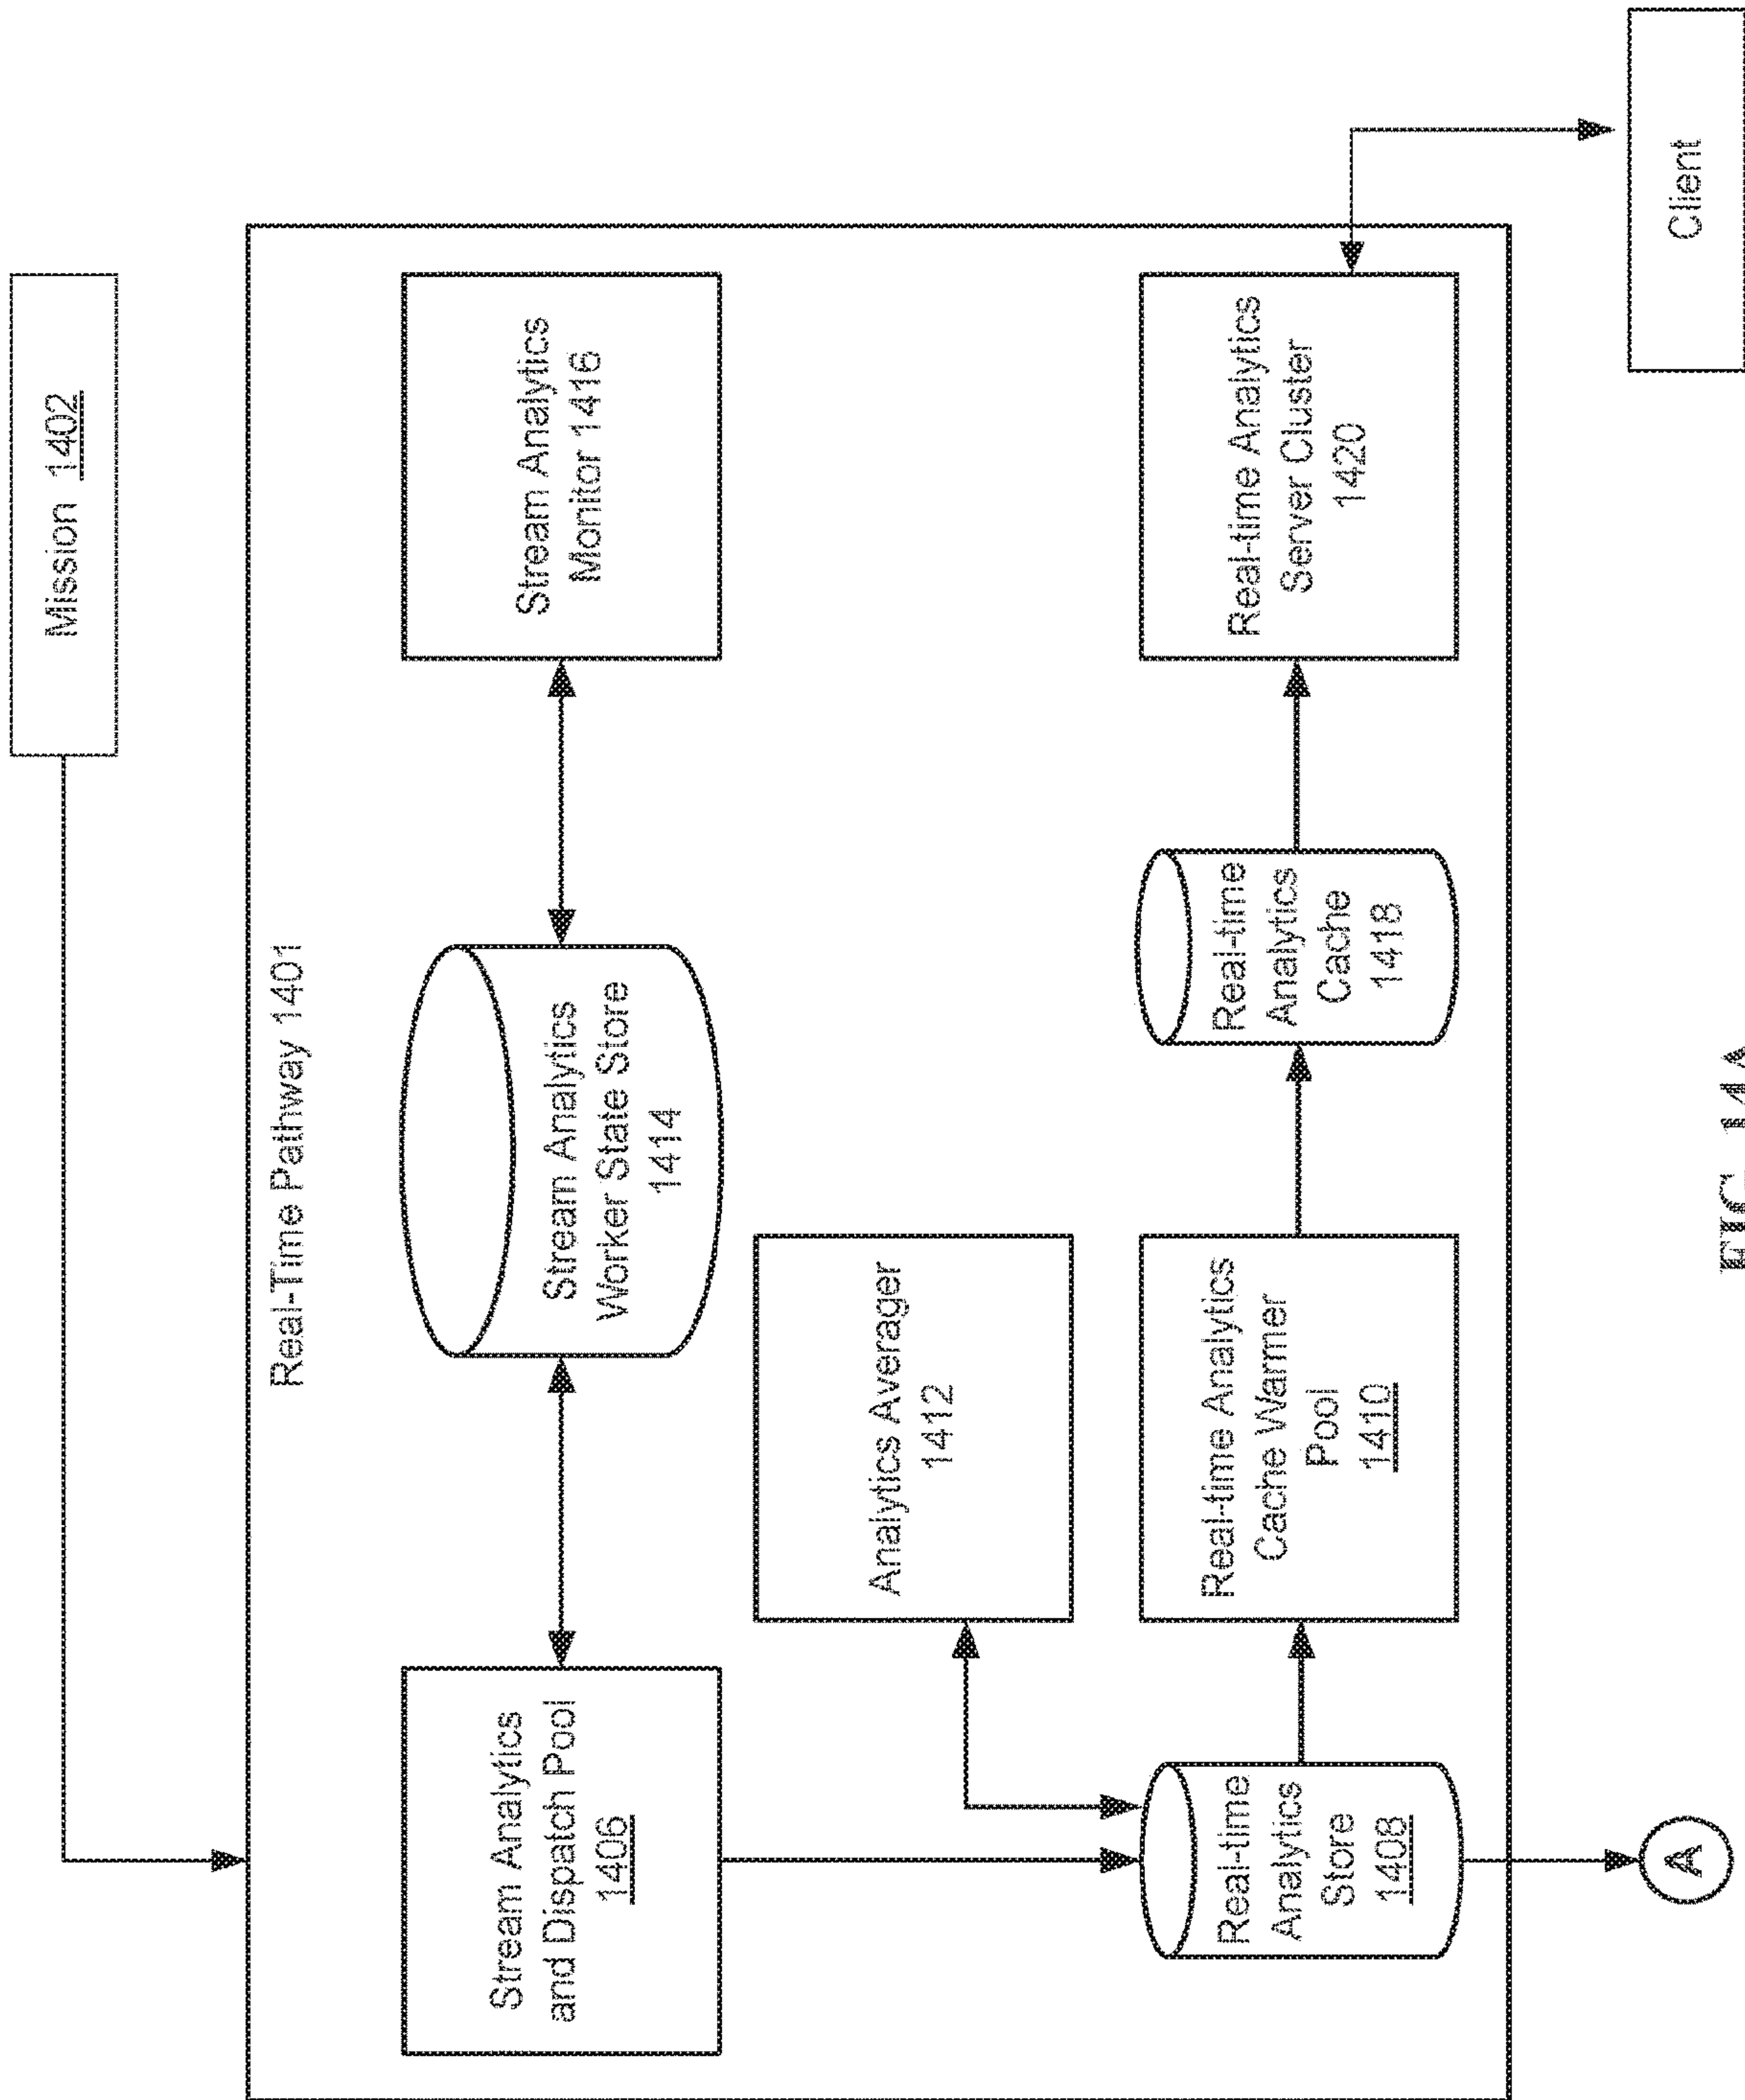 Mission 1402
Real-Time Pathway 1401
Stream Analytics
and Dispatch Pool
1406
Stream Analytics
Worker State Store
1414
Stream Analytics
Monitor 1416
Analytics Averager
1412
Real-time
Analytics
Store
1408
Real-time Analytics
Cache Warmer
Pool
1410
Real-time
Analytics
Cache
1418
Real-time Analytics
Server Cluster
1420
Client
A
FIG. 14A